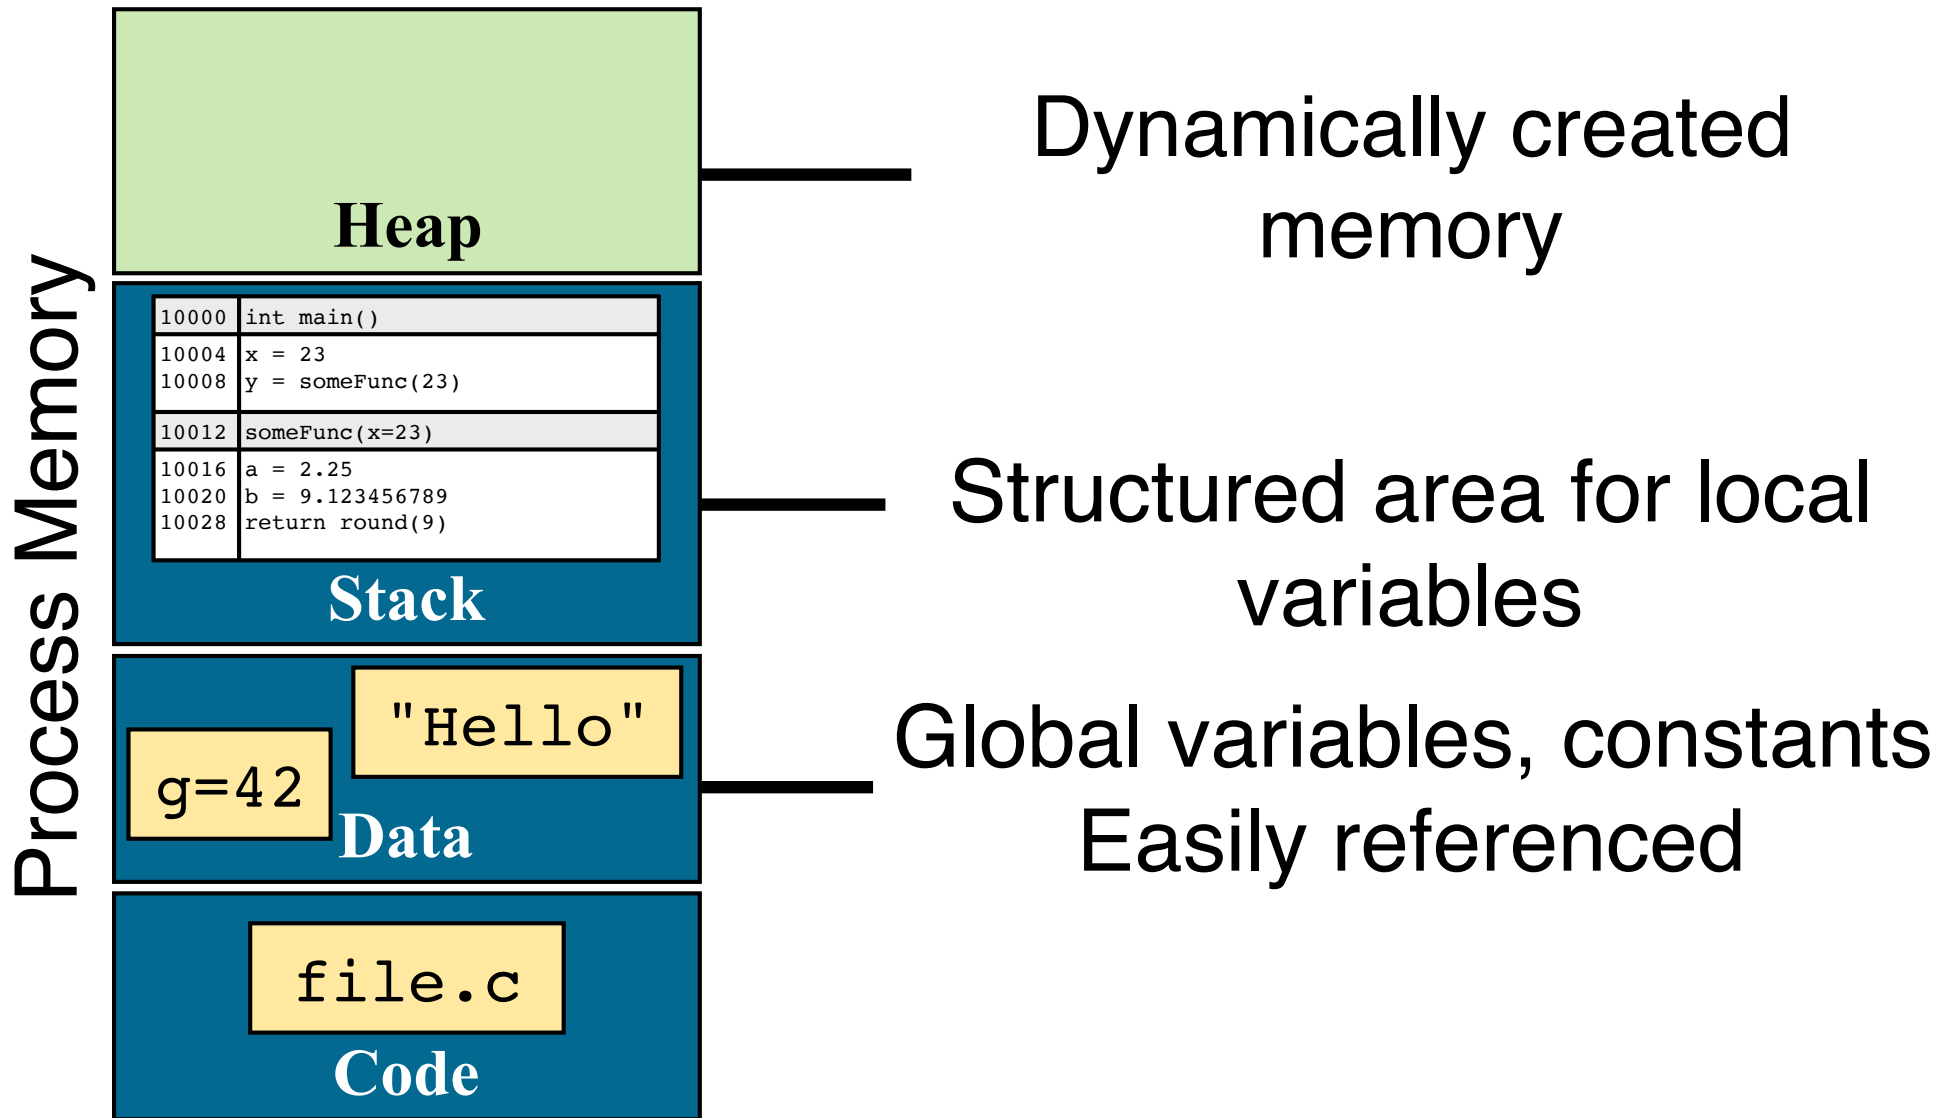 Process Memory
Heap
Dynamically created
memory
10000 int main()
10004 x = 23
10008 y = someFunc(23)
10012 someFunc(x=23)
10016 a = 2.25
10020 b = 9.123456789
10028 return round(9)
Stack
Structured area for local
variables
"Hello"
g=42
Data
Global variables, constants
Easily referenced
file.c
Code